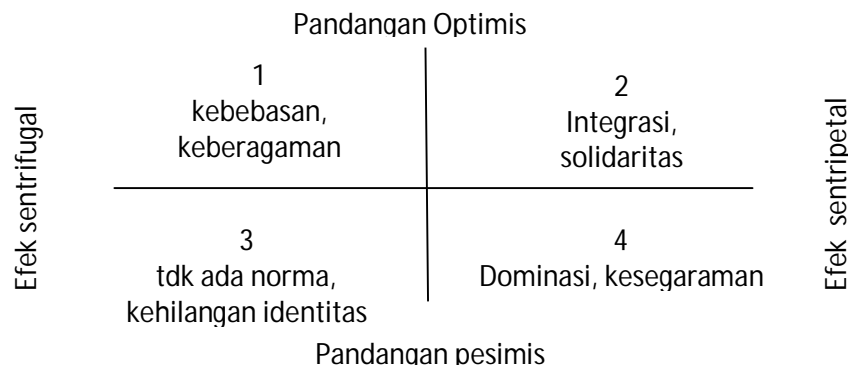 Pandangan Optimis
1
kebebasan,
keberagaman
2
Integrasi,
solidaritas
Efek sentrifugal
Efek sentripetal
3
tdk ada norma,
kehilangan identitas
4
Dominasi, kesegaraman
Pandangan pesimis